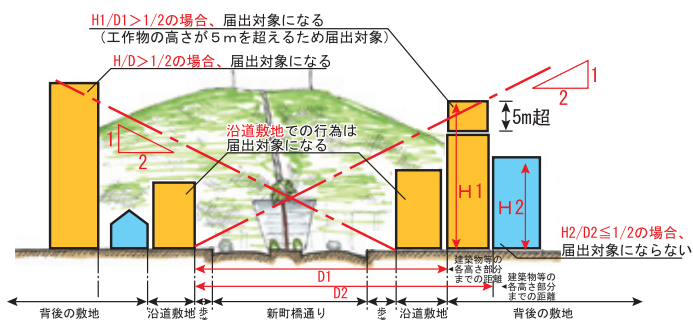 H1/D1>1/2の場合、届出対象になる
（工作物の高さが５ｍを超えるため届出対象）
H/D>1/2の場合、届出対象になる
1
2
沿道敷地での行為は
届出対象になる
1
2
5m超
H1
H2
H2/D2≦1/2の場合、
届出対象にならない
D1
建築物等の
各高さ部分
までの距離
D2
建築物等の
各高さ部分
までの距離
背後の敷地
沿道敷地
歩道
新町橋通り
歩道
沿道敷地
背後の敷地